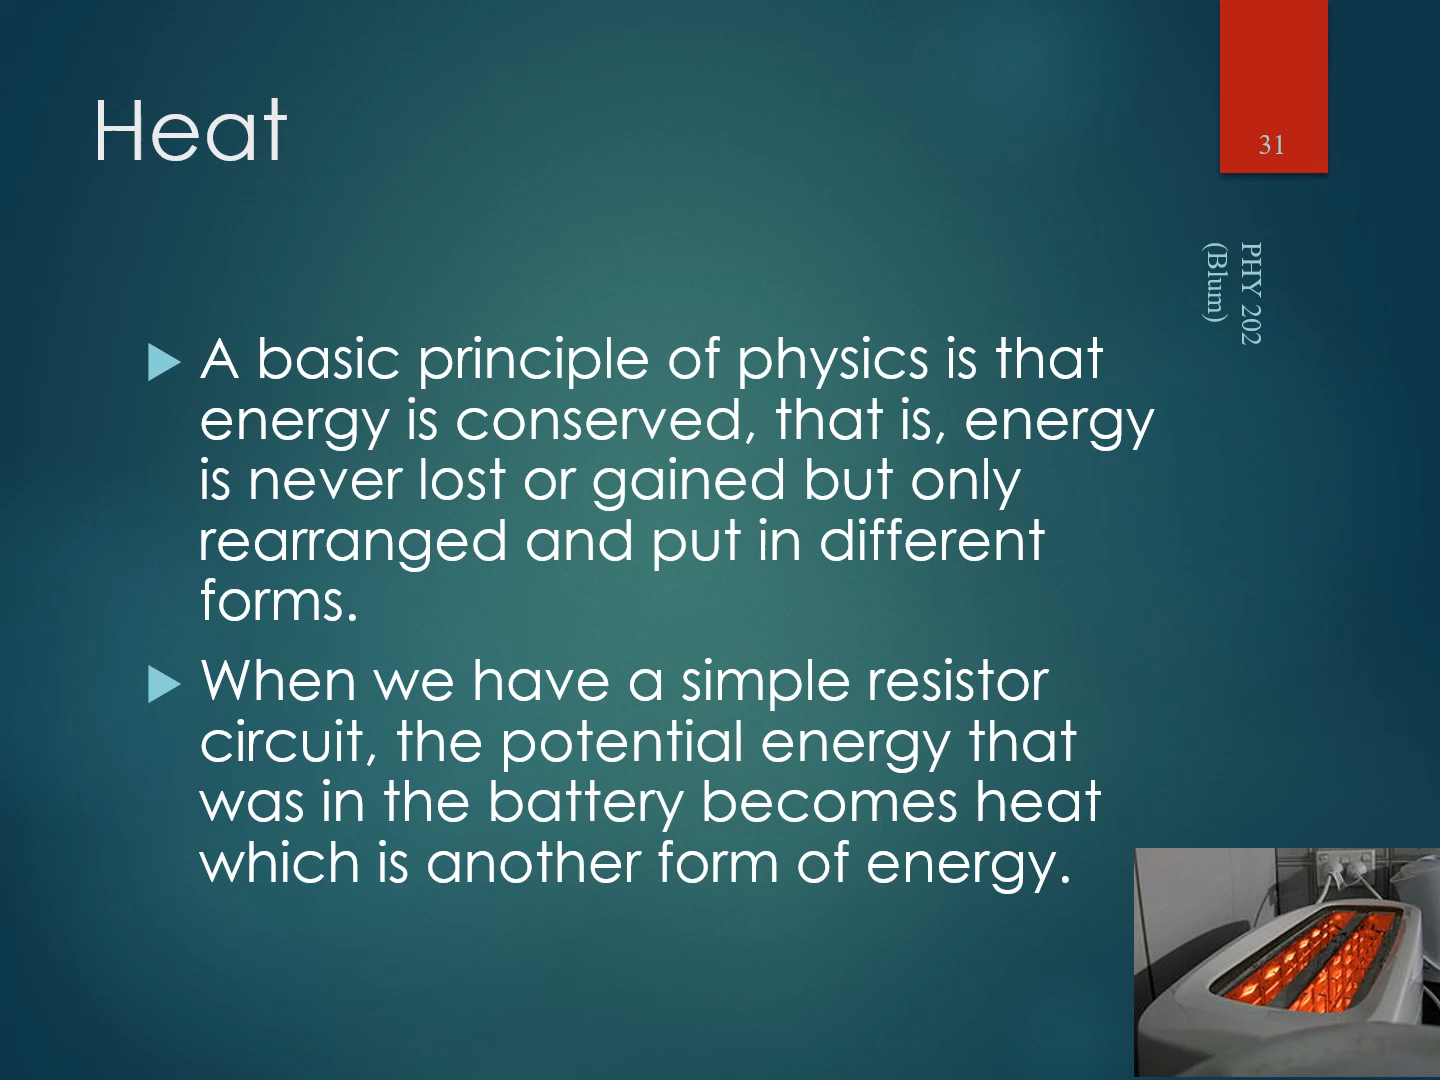 Heat
31
PHY 202
(Blum)
A basic principle of physics is that
energy is conserved, that is, energy
is never lost or gained but only
rearranged and put in different
forms.
When we have a simple resistor
circuit, the potential energy that
was in the battery becomes heat
which is another form of energy.